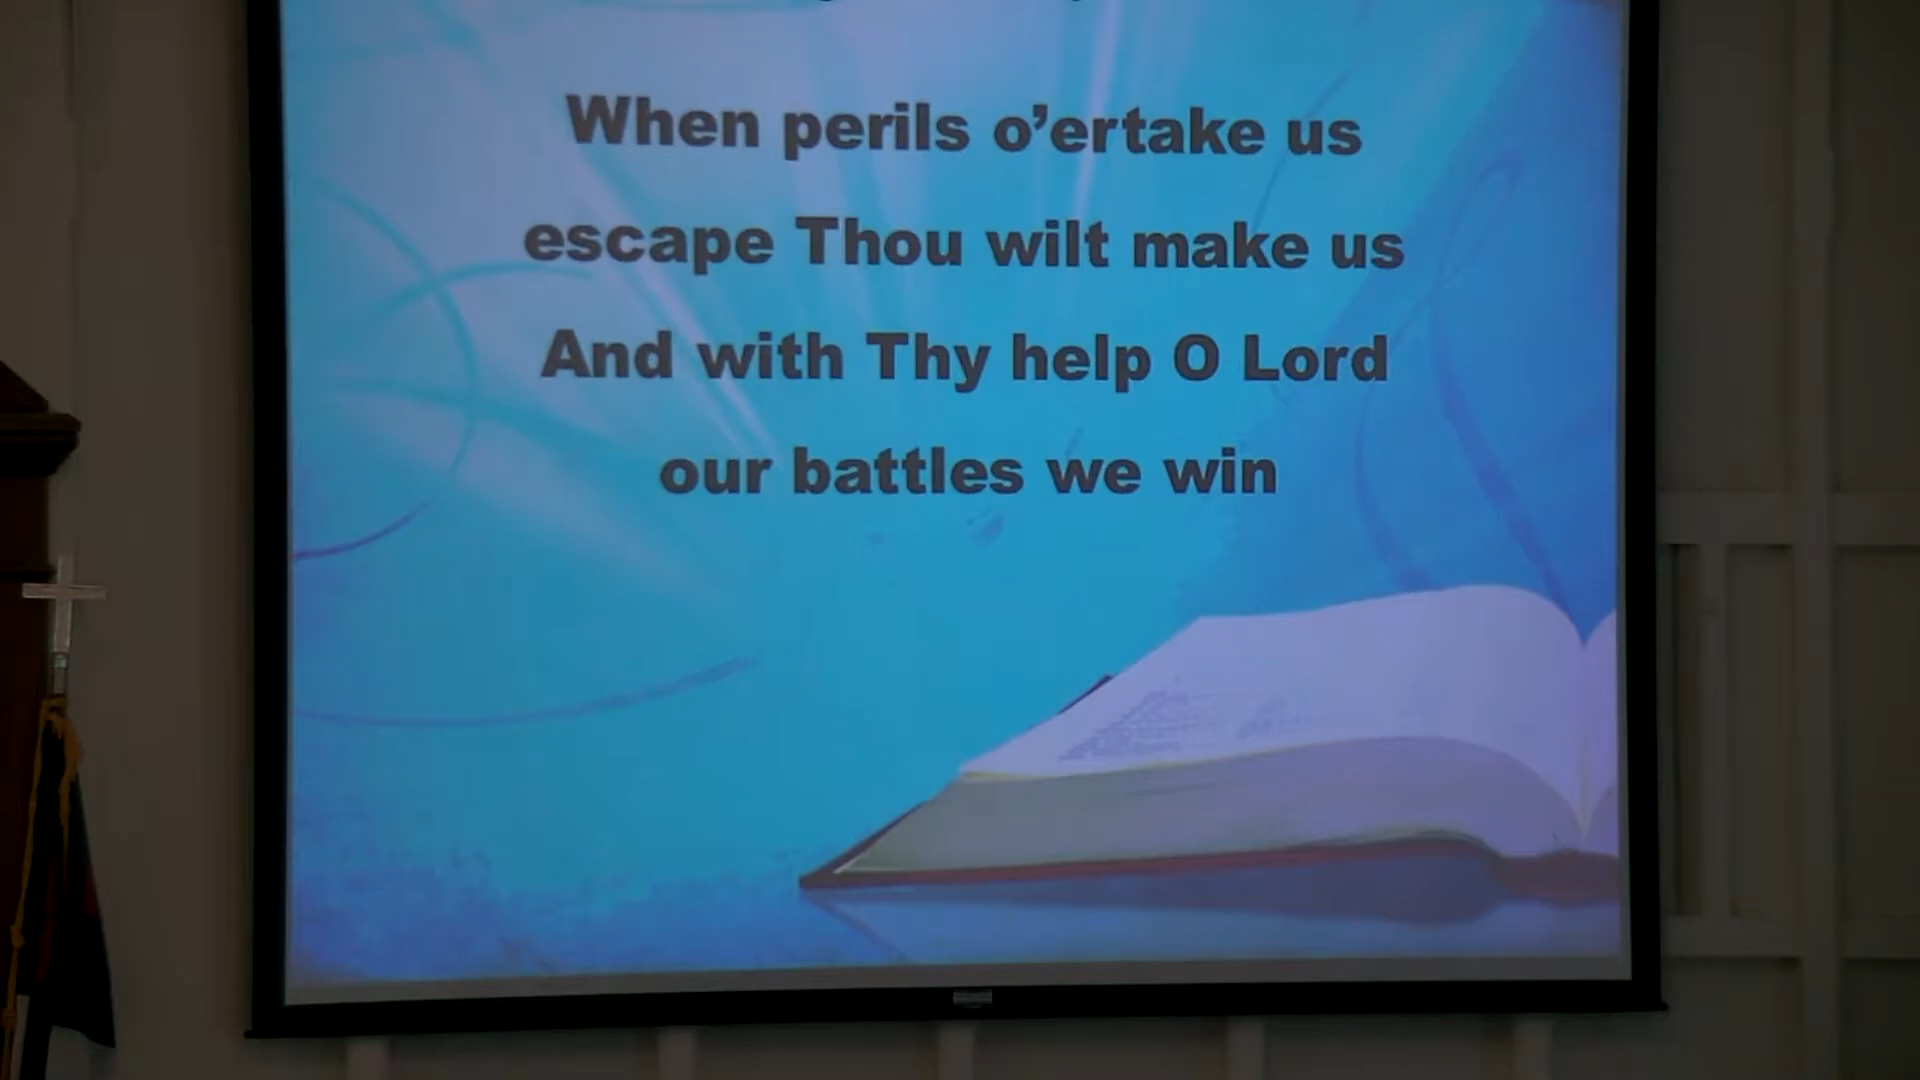 When perils o’ertake us
escape Thou wilt make us
And with Thy help O Lord
our battles we win